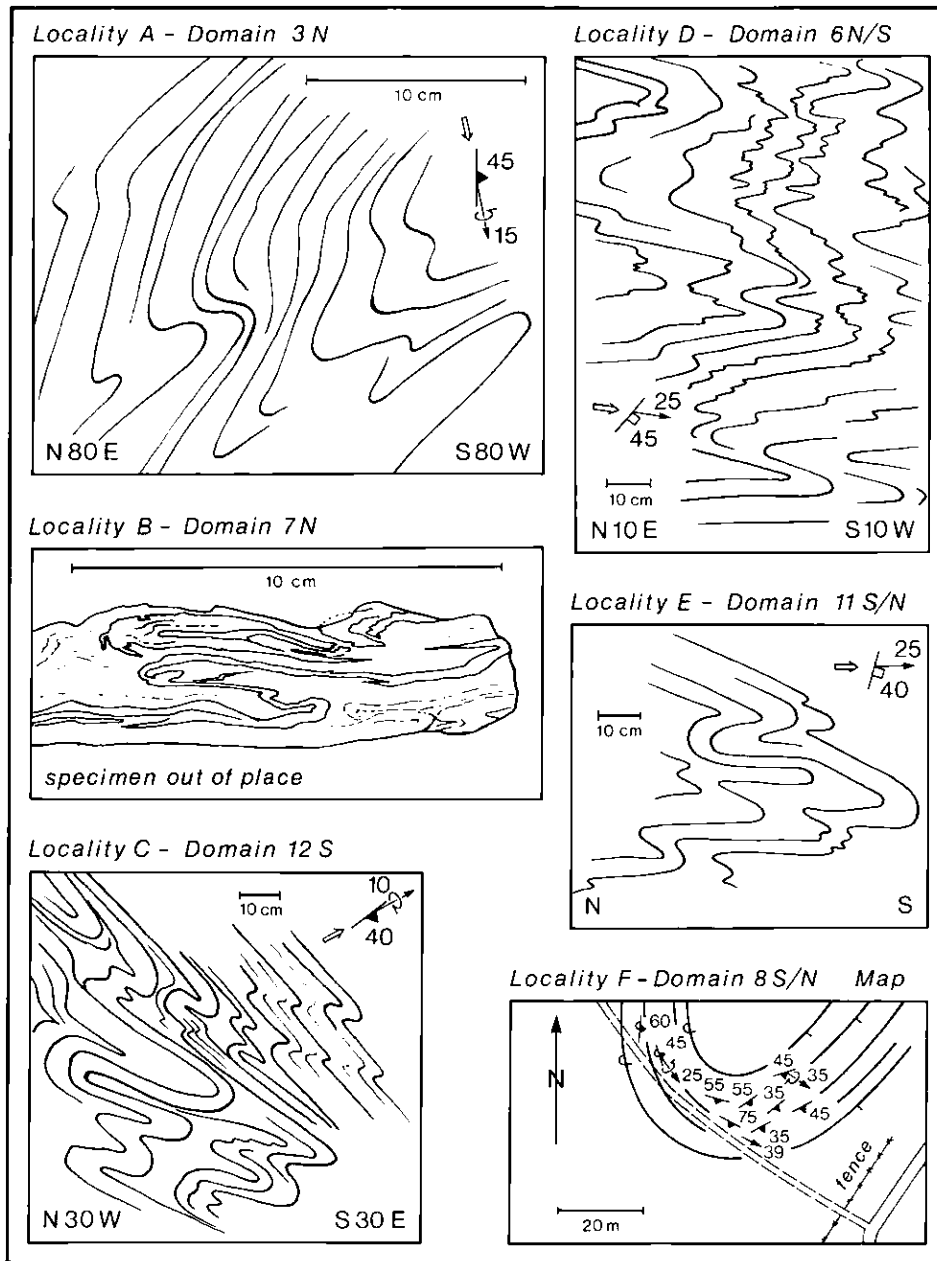 Locality A - Domain 3 N
10 cm
45
15
N 80 E
S 80 W
Locality B - Domain 7 N
10 cm
specimen out of place
Locality C - Domain 12 S
10 cm
10
40
N 30 W
S 30 E
Locality D - Domain 6 N/S
25
45
10 cm
N 10 E
S 10 W
Locality E - Domain 11 S/N
25
40
10 cm
N
S
Locality F - Domain 8 S/N Map
N
60
45
25
55
55
35
45
35
75
45
35
39
fence
20 m